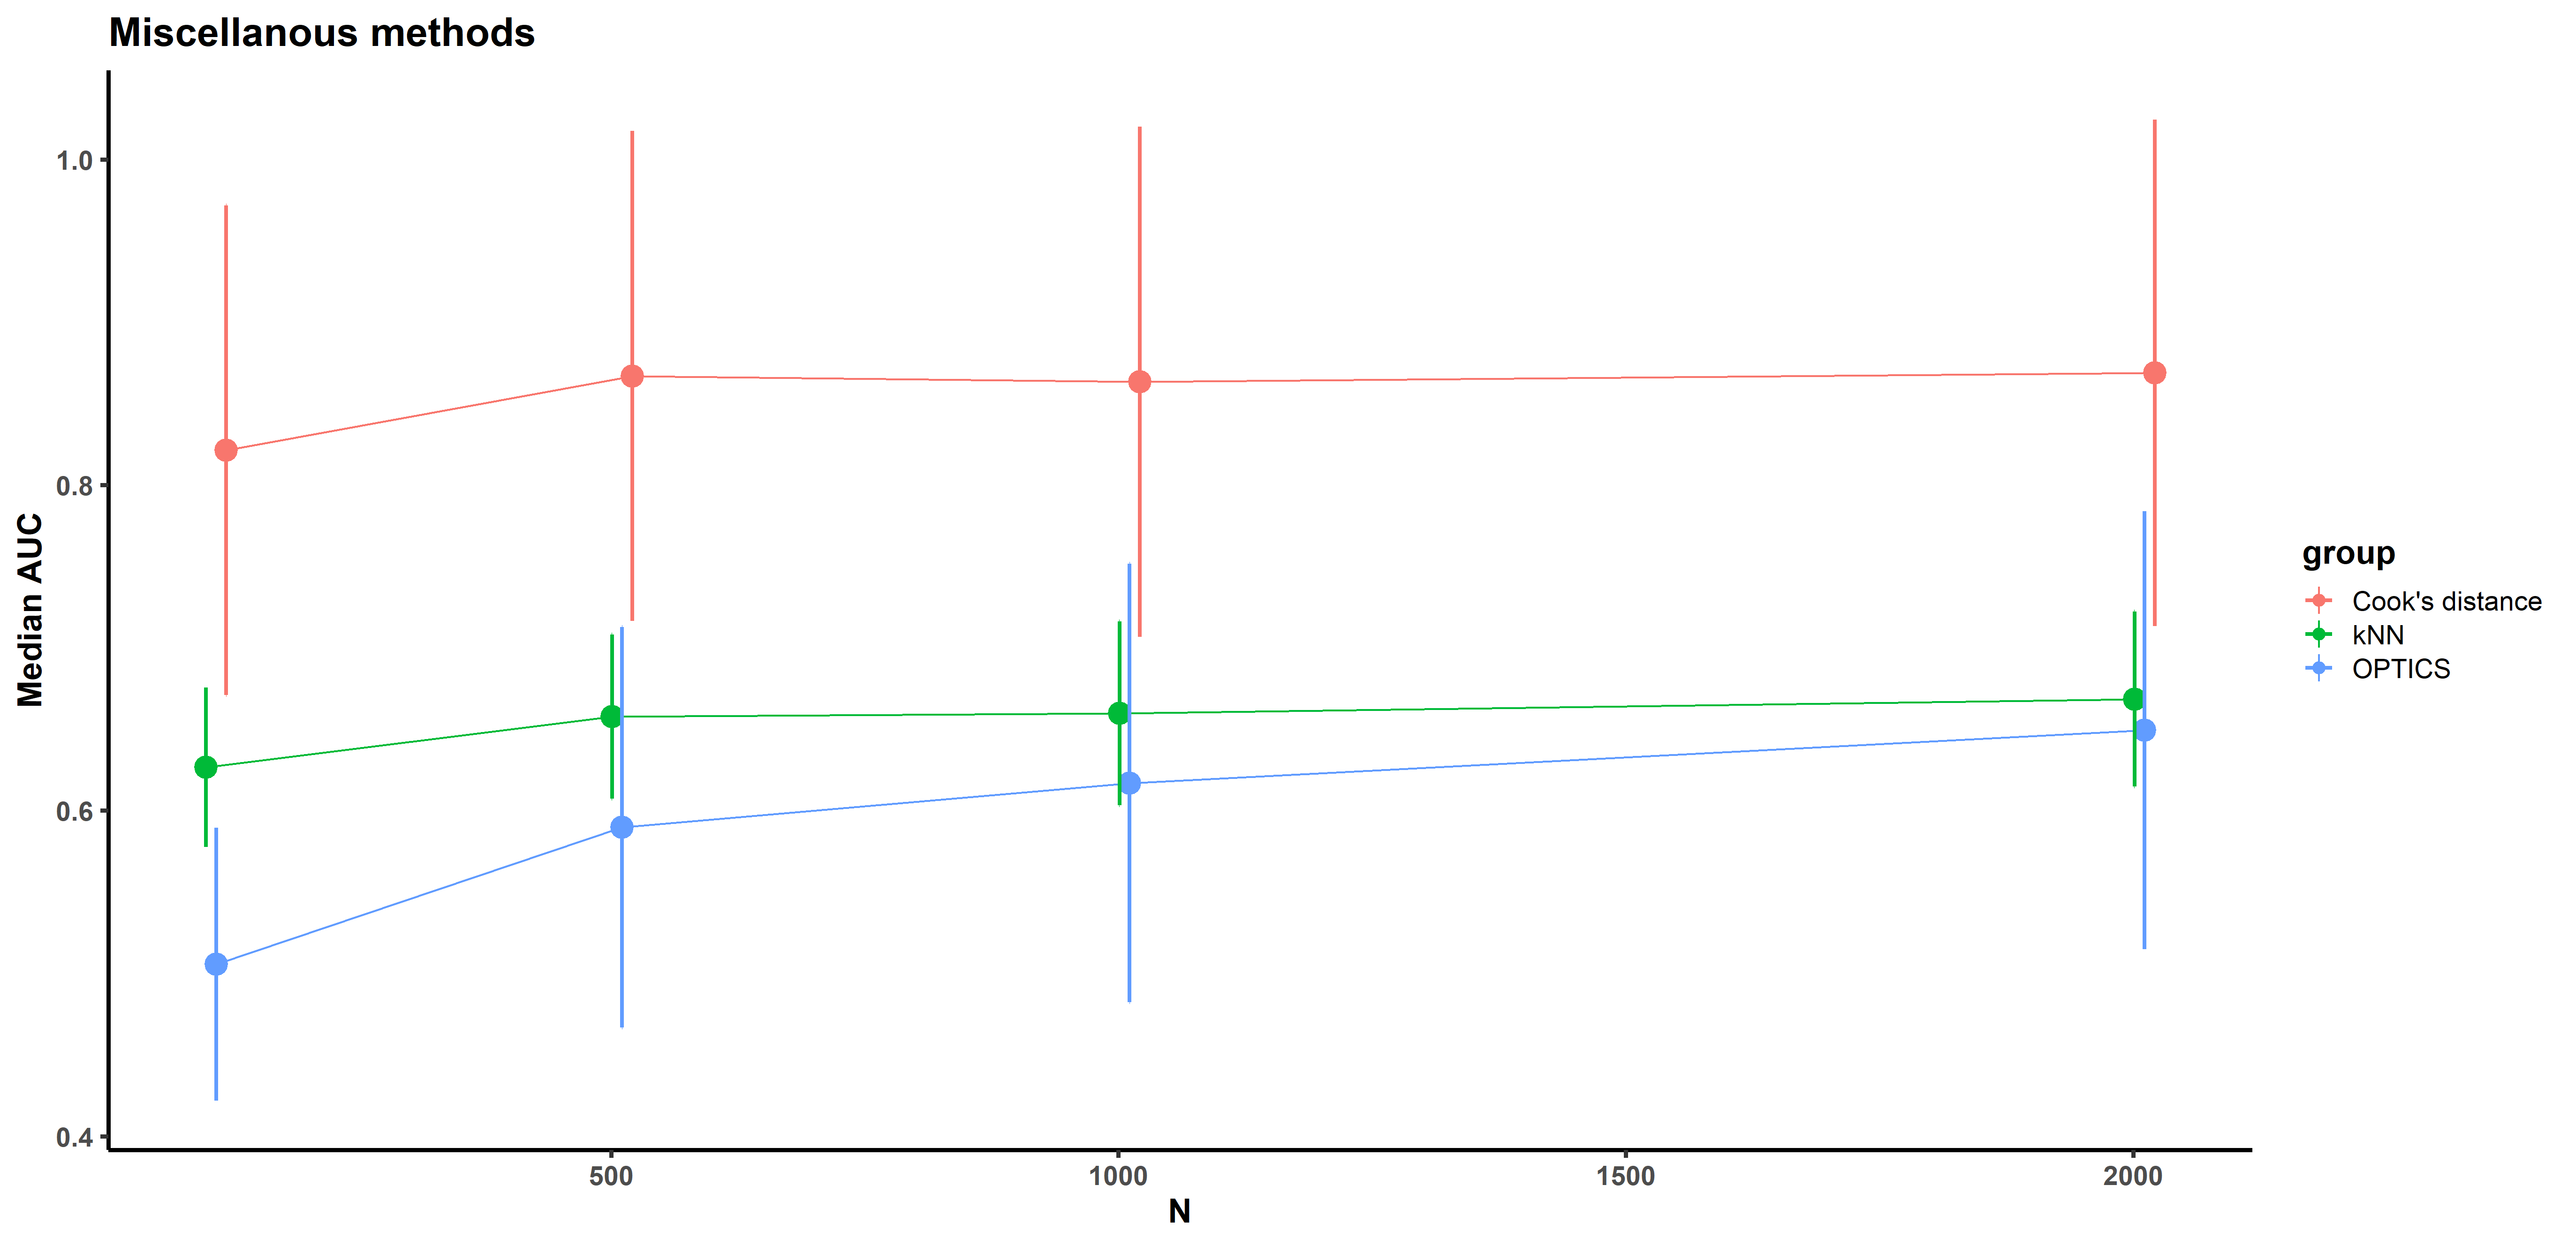 Miscellanous methods
Median AUC
1.0
0.8
0.6
0.4
500
1000
1500
2000
N
group
Cook's distance
kNN
OPTICS